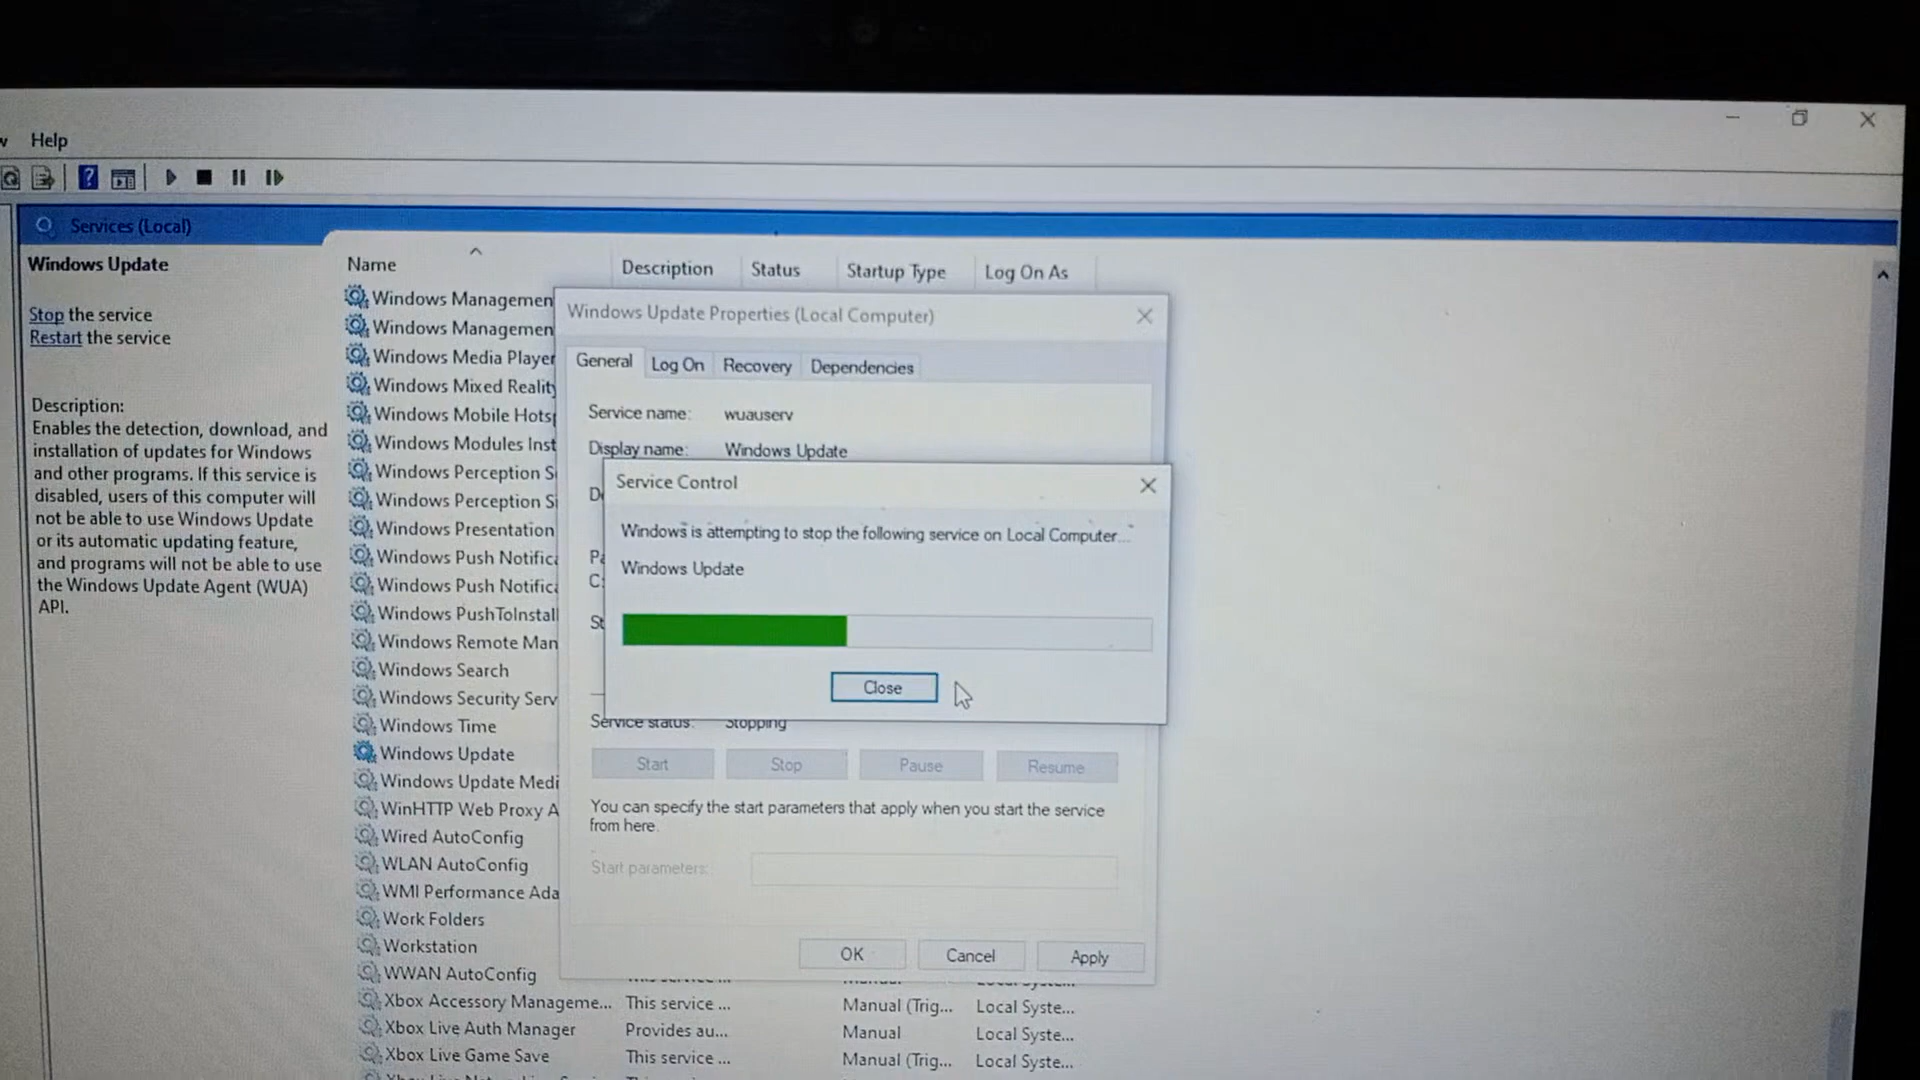 Help
Services (Local)
Windows Update
Stop the service
Restart the service
Description:
Enables the detection, download, and
installation of updates for Windows
and other programs. If this service is
disabled, users of this computer will
not be able to use Windows Update
or its automatic updating feature,
and programs will not be able to use
the Windows Update Agent (WUA)
API.
Name Description Status Startup Type Log On As
Windows Managemen
Windows Managemen
Windows Media Player
Windows Mixed Reality
Windows Mobile Hots
Windows Modules Inst
Windows Perception S
Windows Perception Si
Windows Presentation
Windows Push Notifica
Windows Push Notifica
Windows PushToInstall
Windows Remote Man
Windows Search
Windows Security Serv
Windows Time
Windows Update
Windows Update Medi
WinHTTP Web Proxy A
Wired AutoConfig
WLAN AutoConfig
WMI Performance Ada
Work Folders
Workstation
WWAN AutoConfig
Xbox Accessory Manageme... This service ... Manual (Trig... Local Syste...
Xbox Live Auth Manager Provides au... Manual Local Syste...
Xbox Live Game Save This service ... Manual (Trig... Local Syste...
Windows Update Properties (Local Computer)
General Log On Recovery Dependencies
Service name: wuauserv
Display name: Windows Update
Service Control
Windows is attempting to stop the following service on Local Computer...
Windows Update
Close
Service status: Stopping
Start Stop Pause Resume
You can specify the start parameters that apply when you start the service
from here.
Start parameters:
OK Cancel Apply